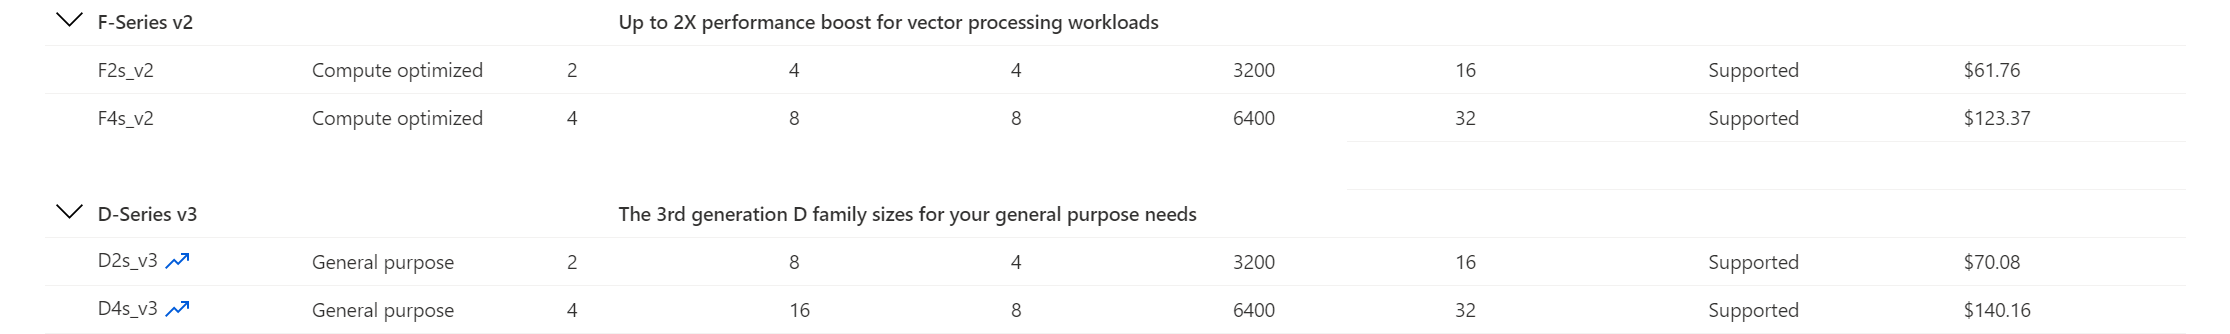 F-Series v2 Up to 2X performance boost for vector processing workloads
F2s_v2 Compute optimized 2 4 4 3200 16 Supported $61.76
F4s_v2 Compute optimized 4 8 8 6400 32 Supported $123.37
D-Series v3 The 3rd generation D family sizes for your general purpose needs
D2s_v3 General purpose 2 8 4 3200 16 Supported $70.08
D4s_v3 General purpose 4 16 8 6400 32 Supported $140.16